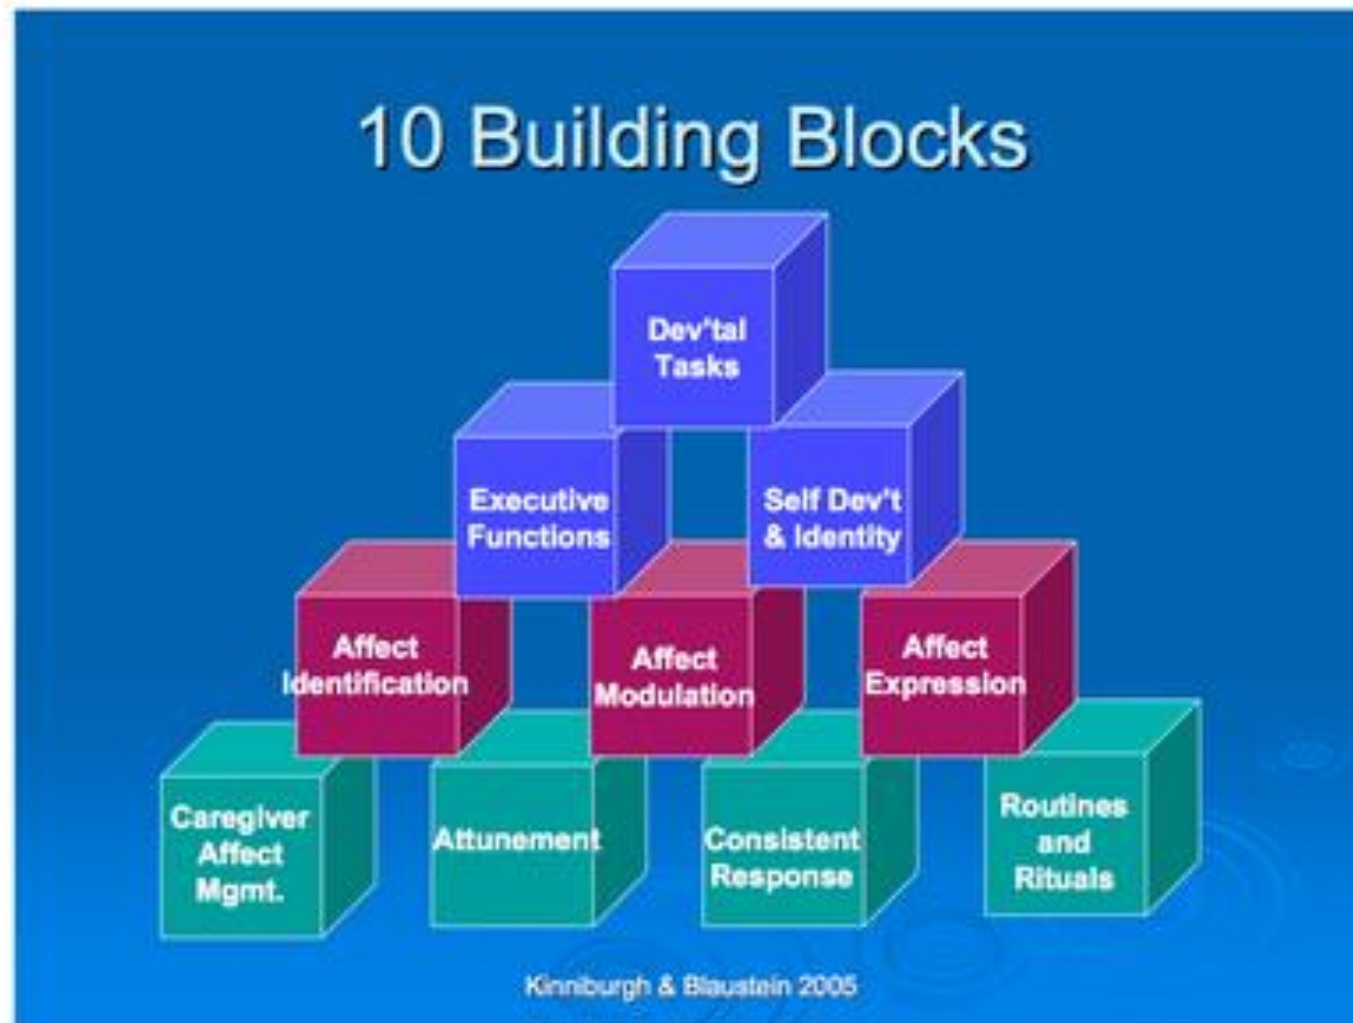 10 Building Blocks
Dev'tal
Tasks
Executive
Functions
Self Dev't
& Identity
Affect
Identification
Affect
Modulation
Affect
Expression
Caregiver
Affect
Mgmt.
Attunement
Consistent
Response
Routines
and
Rituals
Kinniburgh & Blaustein 2005